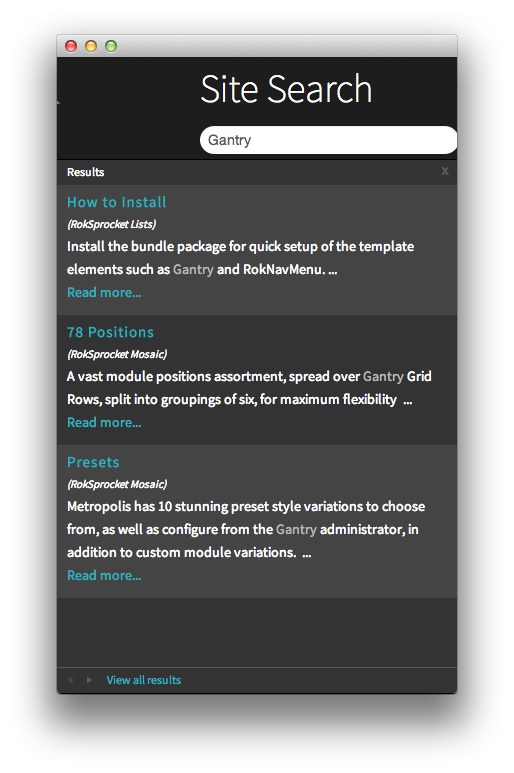 Site Search
Gantry
Results
X
How to Install
(RokSprocket Lists)
Install the bundle package for quick setup of the template
elements such as Gantry and RokNavMenu. ...
Read more...
78 Positions
(RokSprocket Mosaic)
A vast module positions assortment, spread over Gantry Grid
Rows, split into groupings of six, for maximum flexibility ...
Read more...
Presets
(RokSprocket Mosaic)
Metropolis has 10 stunning preset style variations to choose
from, as well as configure from the Gantry administrator, in
addition to custom module variations. ...
Read more...
View all results